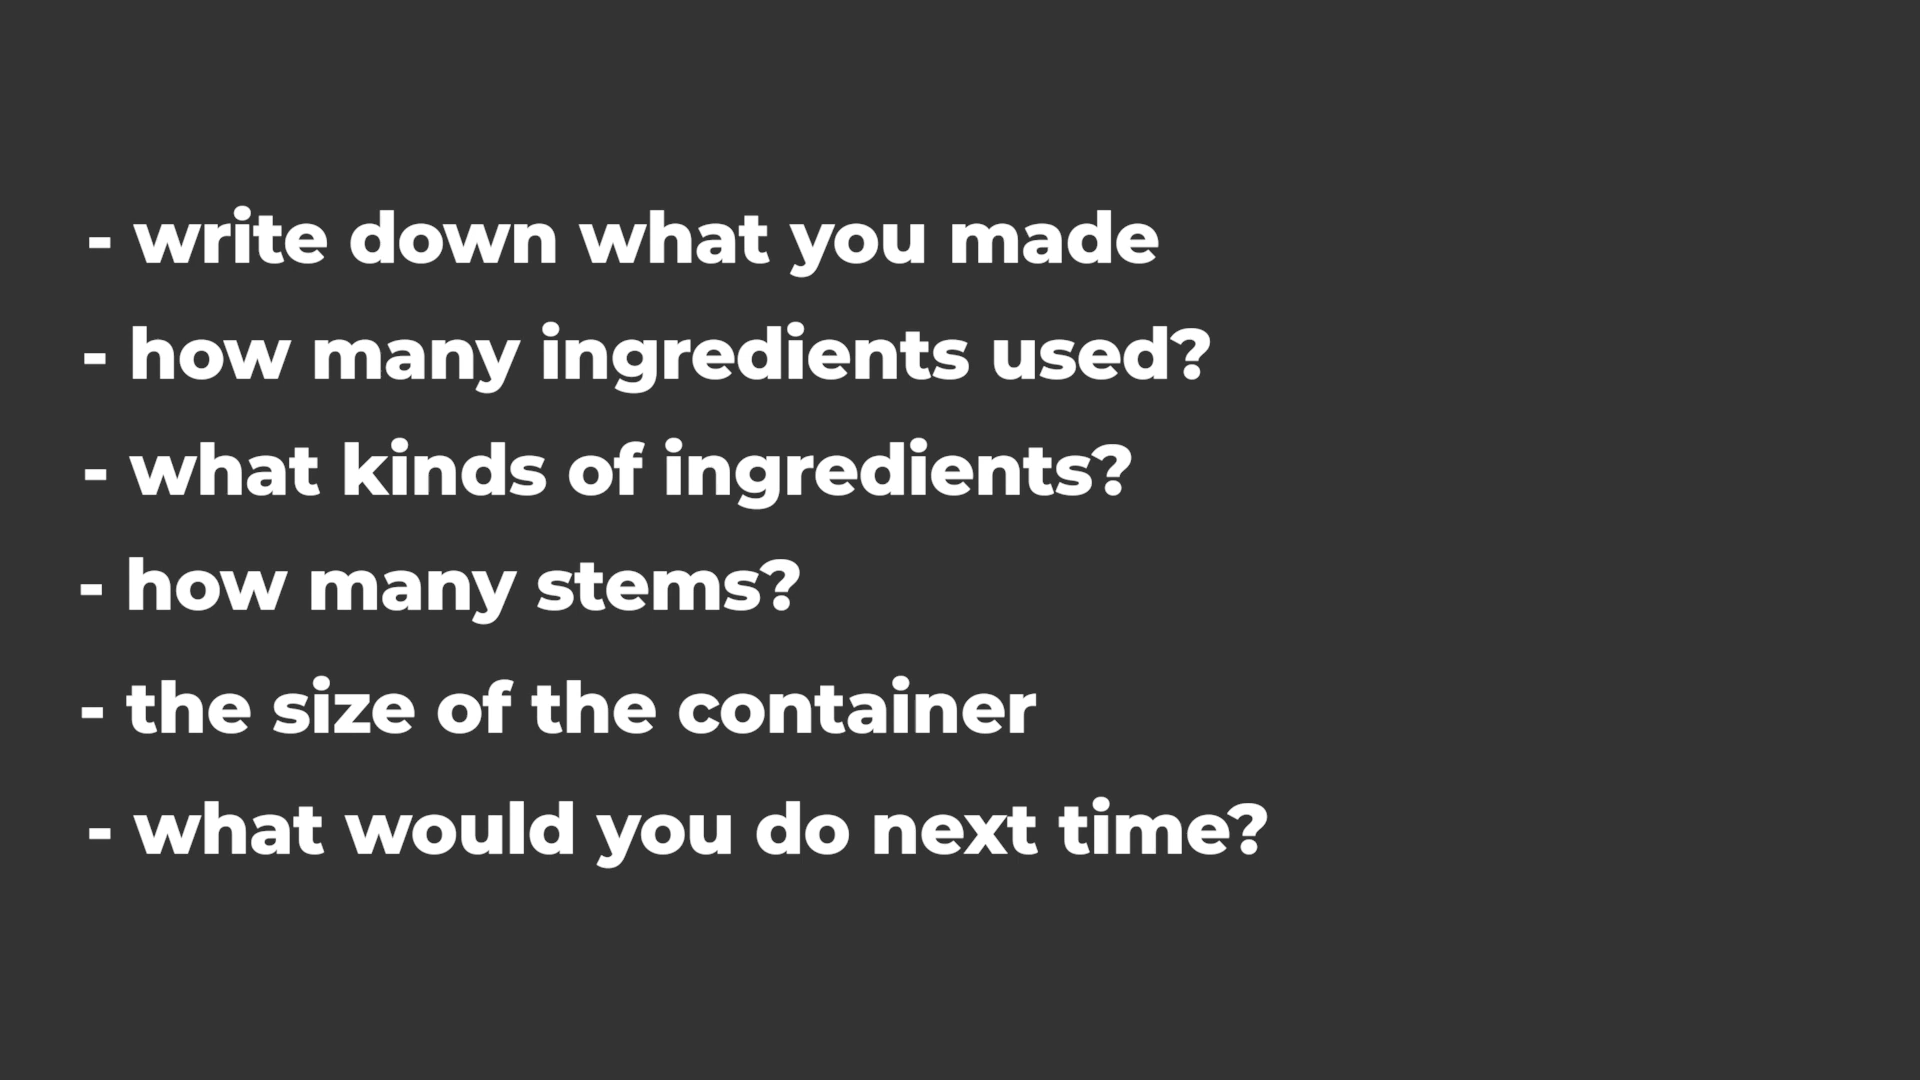 - write down what you made
- how many ingredients used?
- what kinds of ingredients?
- how many stems?
- the size of the container
- what would you do next time?